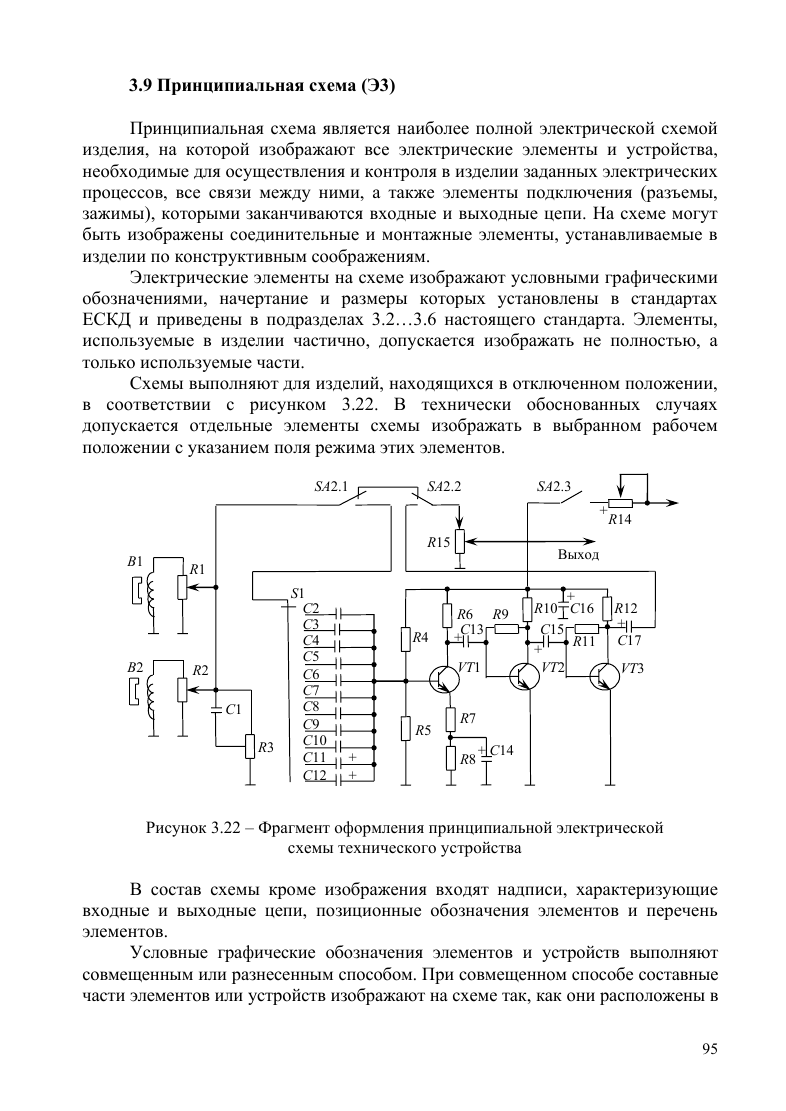 3.9 Принципиальная схема (Э3)
Принципиальная схема является наиболее полной электрической схемой
изделия, на которой изображают все электрические элементы и устройства,
необходимые для осуществления и контроля в изделии заданных электрических
процессов, все связи между ними, а также элементы подключения (разъемы,
зажимы), которыми заканчиваются входные и выходные цепи. На схеме могут
быть изображены соединительные и монтажные элементы, устанавливаемые в
изделии по конструктивным соображениям.
Электрические элементы на схеме изображают условными графическими
обозначениями, начертание и размеры которых установлены в стандартах
ЕСКД и приведены в подразделах 3.2…3.6 настоящего стандарта. Элементы,
используемые в изделии частично, допускается изображать не полностью, а
только используемые части.
Схемы выполняют для изделий, находящихся в отключенном положении,
в соответствии с рисунком 3.22. В технически обоснованных случаях
допускается отдельные элементы схемы изображать в выбранном рабочем
положении с указанием поля режима этих элементов.
SA2.1 SA2.2 SA2.3
+ R14
R15
Выход
B1 R1
S1
C2
C3
C4
C5
C6
C7
C8
C9
C10
C11 +
C12 +
R4
R5
R6
+ C13
R9
R10
+ C16
R12
+ C15
R11
+ C17
VT1 VT2 VT3
B2 R2
C1
R3
R7
R8 + C14
Рисунок 3.22 – Фрагмент оформления принципиальной электрической
схемы технического устройства
В состав схемы кроме изображения входят надписи, характеризующие
входные и выходные цепи, позиционные обозначения элементов и перечень
элементов.
Условные графические обозначения элементов и устройств выполняют
совмещенным или разнесенным способом. При совмещенном способе составные
части элементов или устройств изображают на схеме так, как они расположены в
95